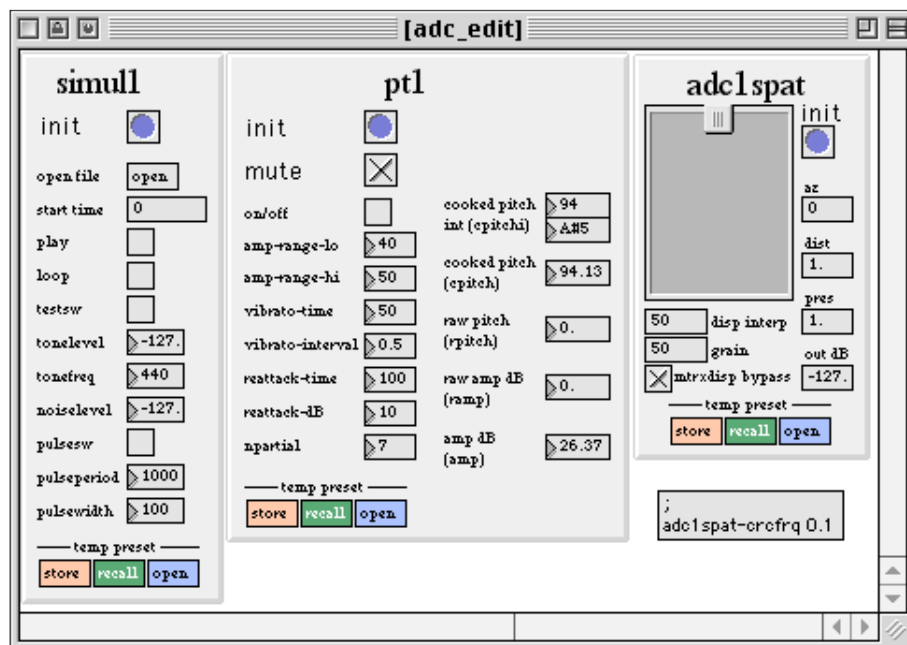 [adc_edit]
simul1
init
open file open
start time 0
play
loop
testsw
tonelevel -127.
tonefreq 440
noiselevel -127.
pulsesw
pulseperiod 1000
pulsewidth 100
temp preset
store recall open
pt1
init
mute
on/off
amp-range-lo 40
amp-range-hi 50
vibrato-time 50
vibrato-interval 0.5
reattack-time 100
reattack-dB 10
npartial 7
temp preset
store recall open
cooked pitch 94
int (cpitchi) A#5
cooked pitch
(cpitch) 94.13
raw pitch
(rpitch) 0.
raw amp dB
(ramp) 0.
amp dB
(amp) 26.37
adc1spat
init
az
0
dist
1.
pres
1.
50 disp interp
50 grain
out dB
mtrxdisp bypass -127.
temp preset
store recall open
;
adc1spat-crcfrq 0.1